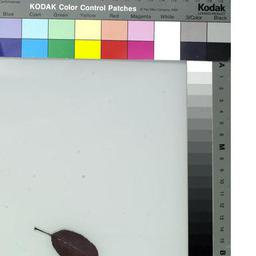 KODAK Color Control Patches
Kodak
Blue Cyan Green Yellow Red Magenta White 3/Color Black
A
M
B